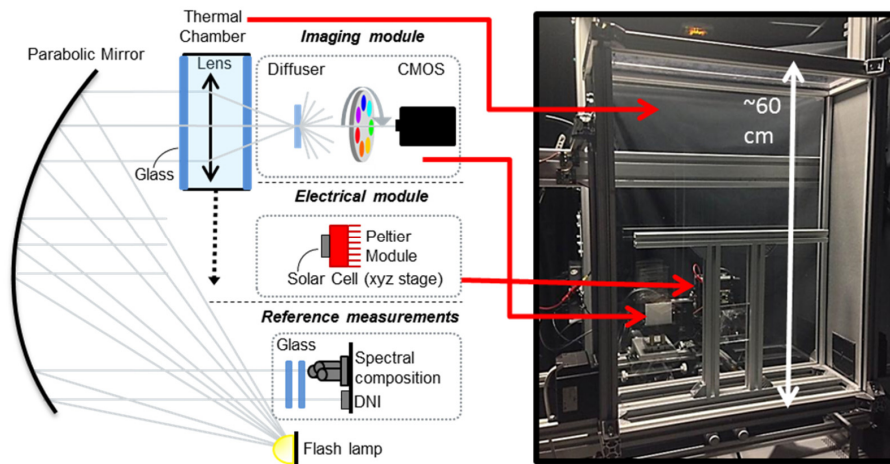 Thermal
Chamber
Parabolic Mirror
Lens
Glass
Imaging module
Diffuser
CMOS
Electrical module
Peltier
Module
Solar Cell (xyz stage)
Reference measurements
Glass
Spectral
composition
DNI
Flash lamp
~60
cm